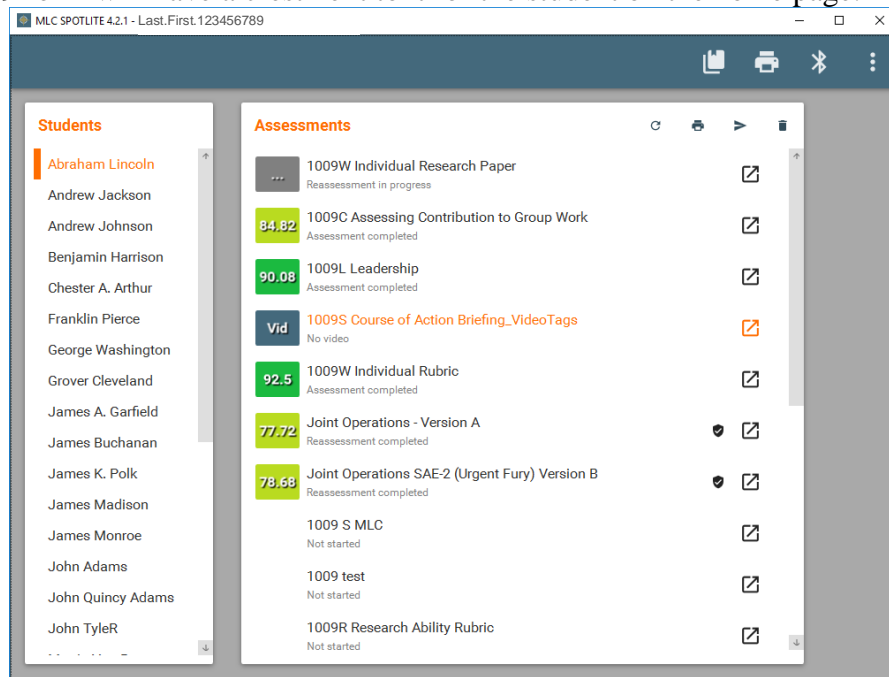 MLC SPOTLITE 4.2.1 - Last.First.123456789
Students
Abraham Lincoln
Andrew Jackson
Andrew Johnson
Benjamin Harrison
Chester A. Arthur
Franklin Pierce
George Washington
Grover Cleveland
James A. Garfield
James Buchanan
James K. Polk
James Madison
James Monroe
John Adams
John Quincy Adams
John TyleR
Assessments
... 1009W Individual Research Paper
Reassessment in progress
84.82 1009C Assessing Contribution to Group Work
Assessment completed
90.08 1009L Leadership
Assessment completed
Vid 1009S Course of Action Briefing_VideoTags
No video
92.5 1009W Individual Rubric
Assessment completed
77.72 Joint Operations - Version A
Reassessment completed
78.68 Joint Operations SAE-2 (Urgent Fury) Version B
Reassessment completed
1009 S MLC
Not started
1009 test
Not started
1009R Research Ability Rubric
Not started